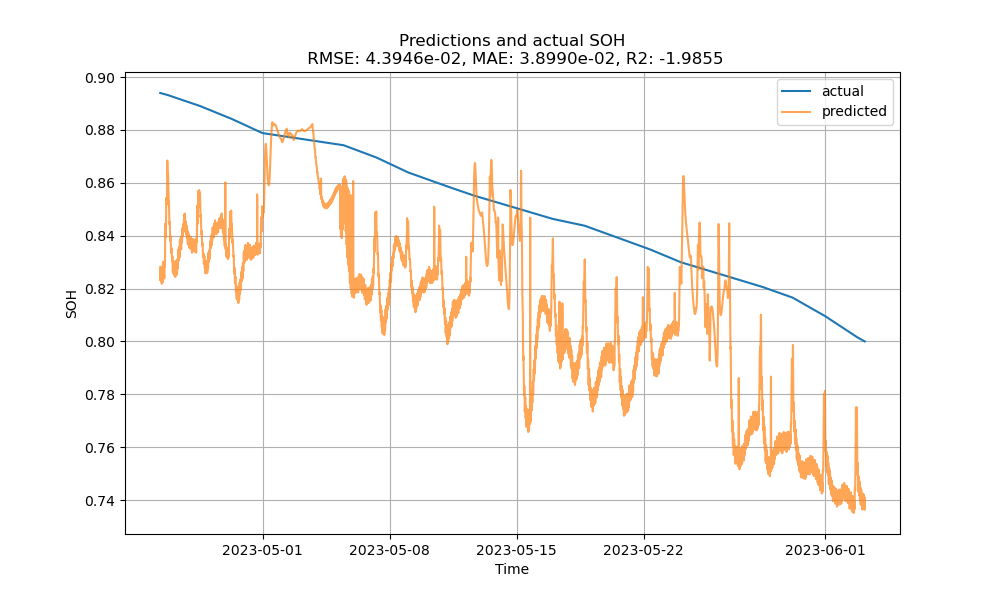 Predictions and actual SOH
RMSE: 4.3946e-02, MAE: 3.8990e-02, R2: -1.9855
actual
predicted
0.90
0.88
0.86
0.84
0.82
0.80
0.78
0.76
0.74
SOH
2023-05-01
2023-05-08
2023-05-15
2023-05-22
2023-06-01
Time